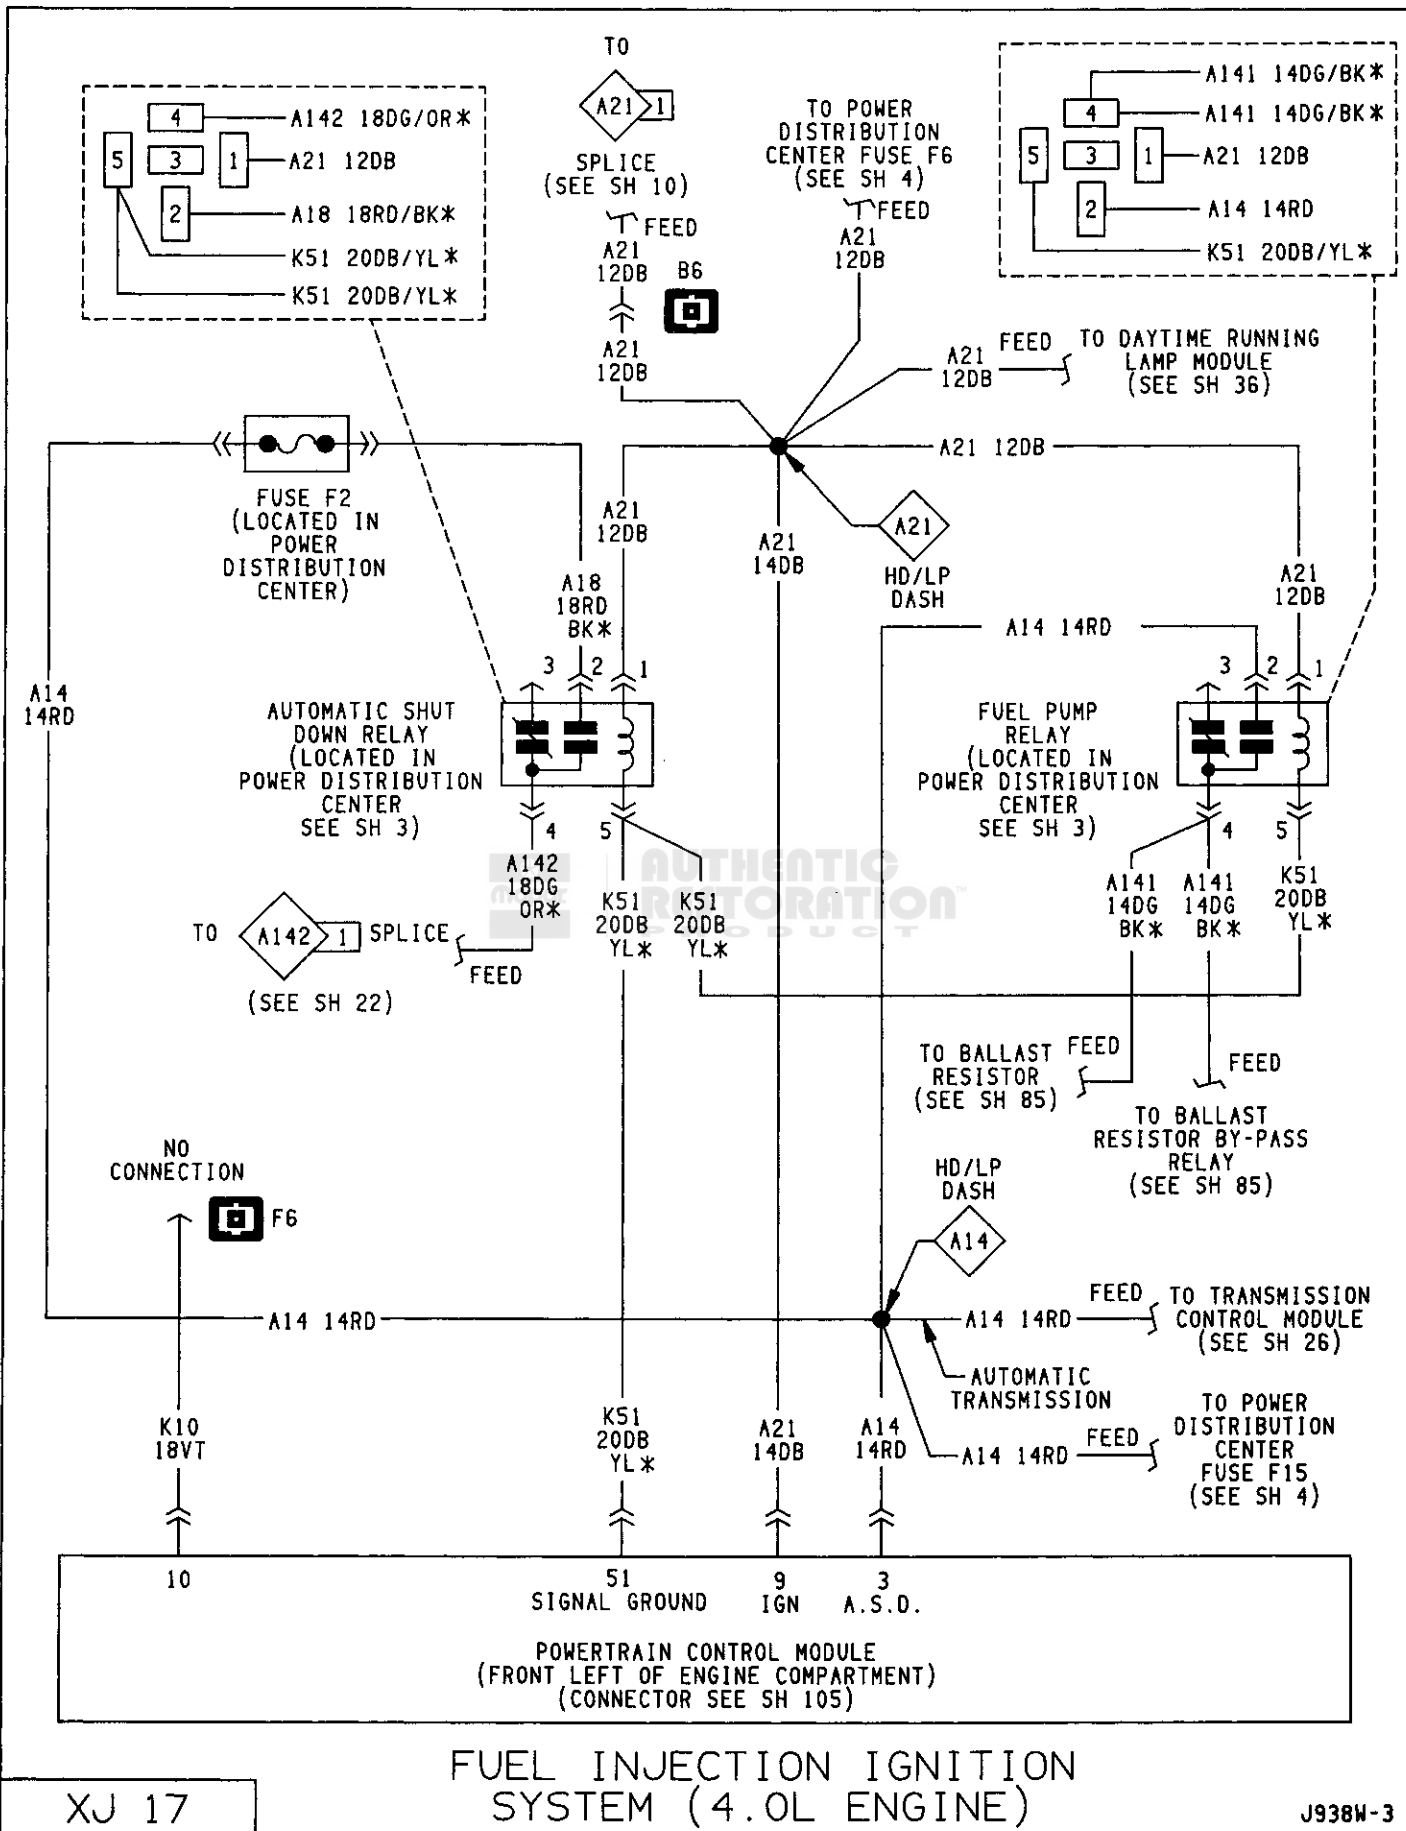 TO
A21 1
SPLICE
(SEE SH 10)
FEED
A21
12DB
B6
A21
12DB
4 A142 18DG/OR*
5 3 1 A21 12DB
2 A18 18RD/BK*
K51 20DB/YL*
K51 20DB/YL*
TO POWER
DISTRIBUTION
CENTER FUSE F6
(SEE SH 4)
FEED
A21
12DB
A141 14DG/BK*
4 A141 14DG/BK*
5 3 1 A21 12DB
2 A14 14RD
K51 20DB/YL*
A21
12DB
FEED
TO DAYTIME RUNNING
LAMP MODULE
(SEE SH 36)
FUSE F2
(LOCATED IN
POWER
DISTRIBUTION
CENTER)
A21 12DB
A21
12DB
A21
14DB
A21
HD/LP
DASH
A18
18RD
BK*
A21
12DB
A14 14RD
A14
14RD
3 2 1
AUTOMATIC SHUT
DOWN RELAY
(LOCATED IN
POWER DISTRIBUTION
CENTER
SEE SH 3)
4 5
3 2 1
FUEL PUMP
RELAY
(LOCATED IN
POWER DISTRIBUTION
CENTER
SEE SH 3)
4 5
AUTHENTIC
RESTORATION
PRODUCT
A142
18DG
OR*
K51
20DB
YL*
K51
20DB
YL*
A141
14DG
BK*
A141
14DG
BK*
K51
20DB
YL*
TO A142 1 SPLICE
FEED
(SEE SH 22)
TO BALLAST
RESISTOR
(SEE SH 85)
FEED
FEED
TO BALLAST
RESISTOR BY-PASS
RELAY
(SEE SH 85)
NO
CONNECTION
F6
HD/LP
DASH
A14
A14 14RD
A14 14RD
FEED
TO TRANSMISSION
CONTROL MODULE
(SEE SH 26)
AUTOMATIC
TRANSMISSION
A14 14RD
FEED
TO POWER
DISTRIBUTION
CENTER
FUSE F15
(SEE SH 4)
K10
18VT
K51
20DB
YL*
A21
14DB
A14
14RD
10 51 9 3
SIGNAL GROUND IGN A.S.D.
POWERTRAIN CONTROL MODULE
(FRONT LEFT OF ENGINE COMPARTMENT)
(CONNECTOR SEE SH 105)
FUEL INJECTION IGNITION
SYSTEM (4.0L ENGINE)
XJ 17
J938W-3